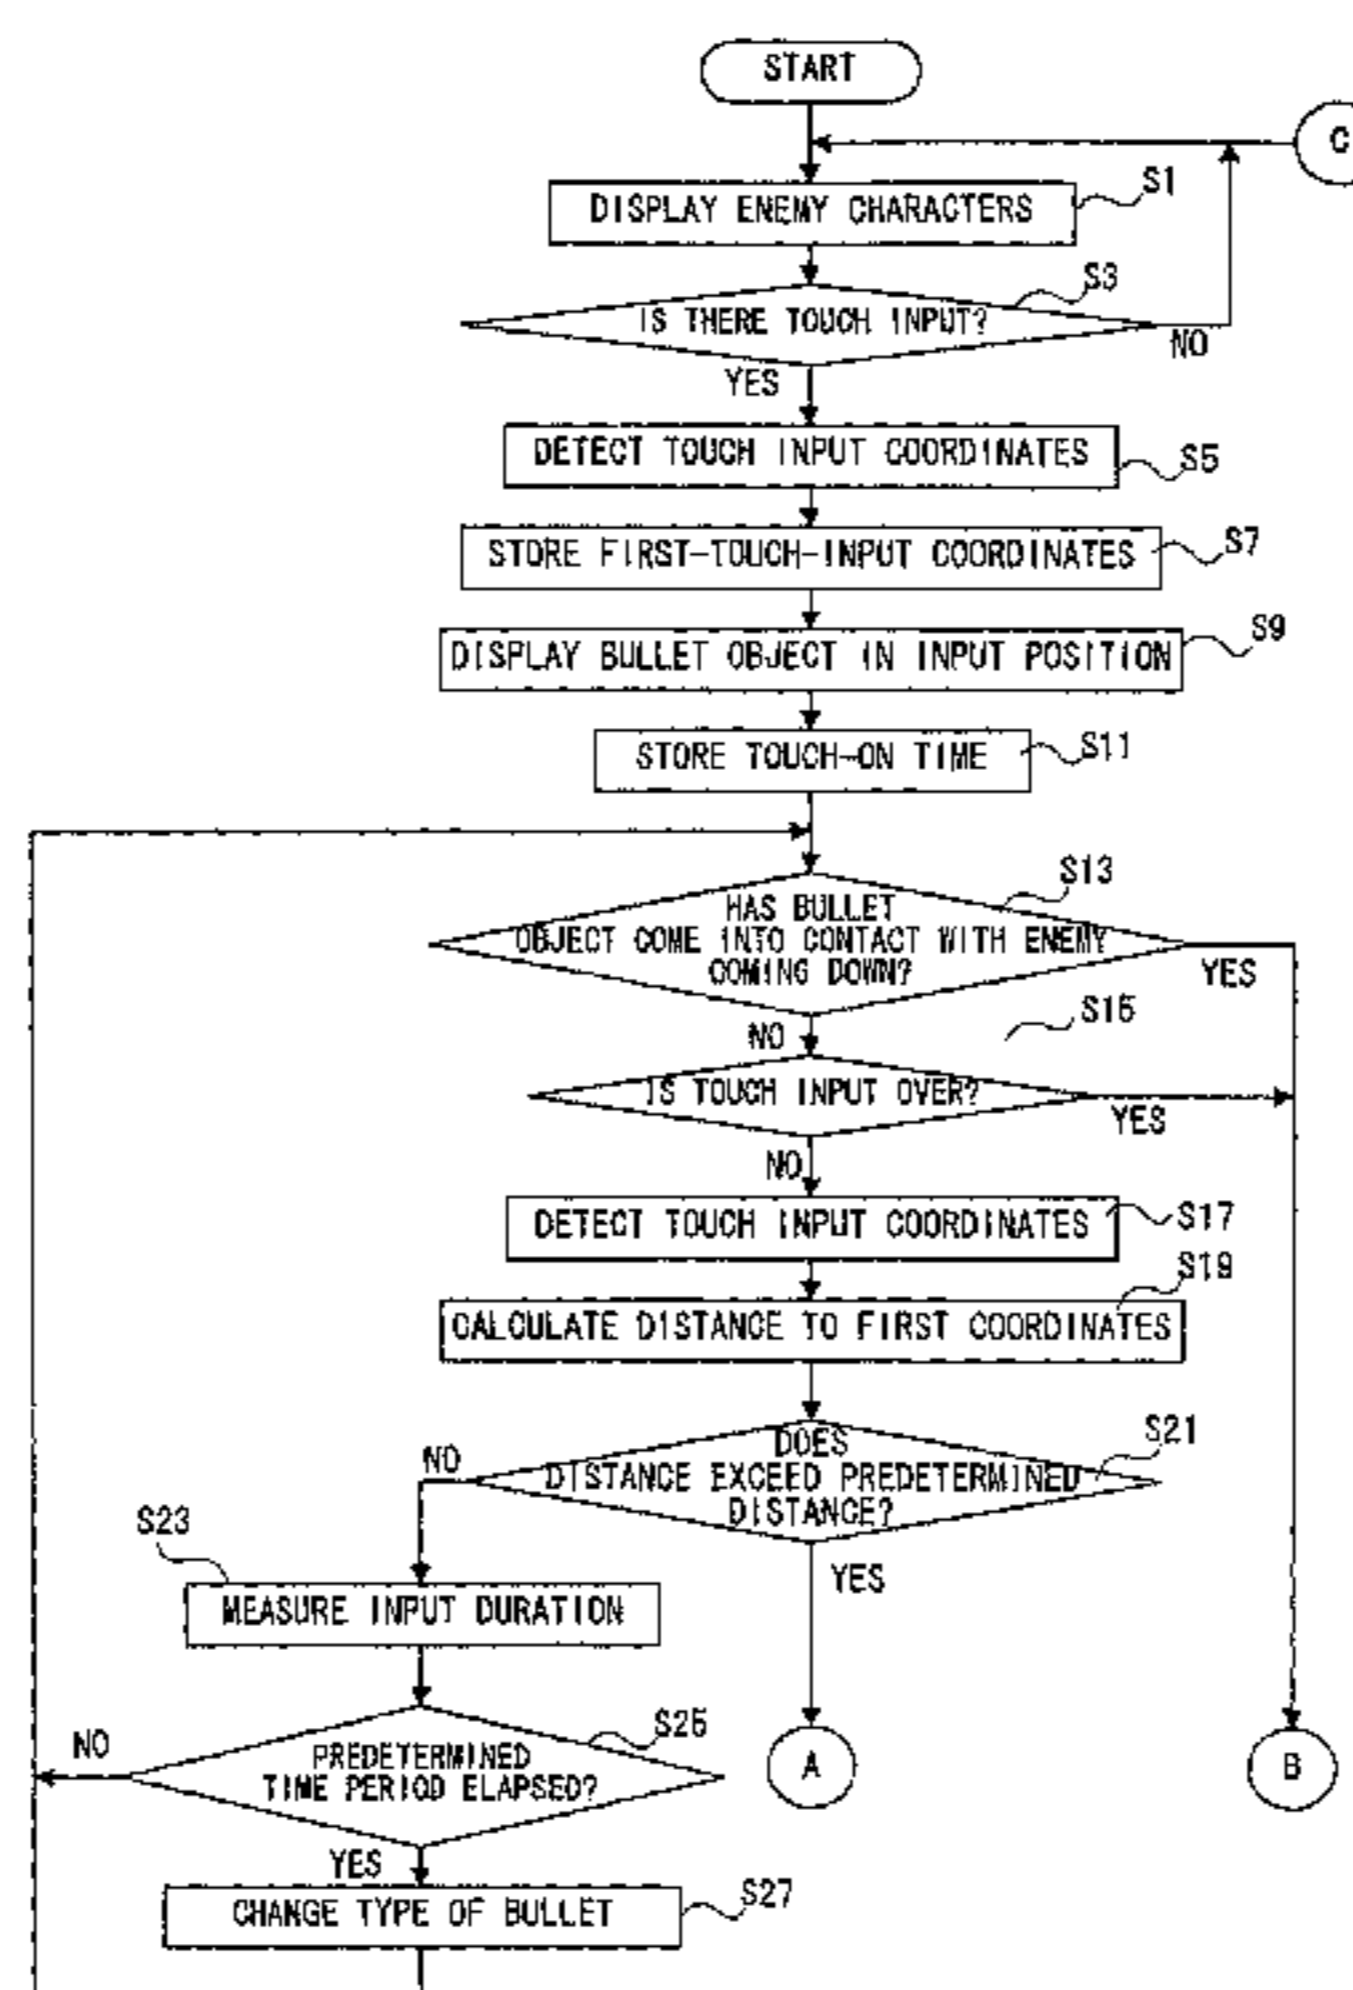 START
C
DISPLAY ENEMY CHARACTERS
S1
S3
IS THERE TOUCH INPUT?
NO
YES
DETECT TOUCH INPUT COORDINATES
S5
STORE FIRST-TOUCH-INPUT COORDINATES
S7
DISPLAY BULLET OBJECT IN INPUT POSITION
S9
STORE TOUCH-ON TIME
S11
S13
HAS BULLET
OBJECT COME INTO CONTACT WITH ENEMY
COMING DOWN?
YES
NO
S15
IS TOUCH INPUT OVER?
YES
NO
DETECT TOUCH INPUT COORDINATES
S17
S19
CALCULATE DISTANCE TO FIRST COORDINATES
S21
DOES
DISTANCE EXCEED PREDETERMINED
DISTANCE?
NO
YES
S23
MEASURE INPUT DURATION
S25
PREDETERMINED
TIME PERIOD ELAPSED?
NO
A
B
YES
CHANGE TYPE OF BULLET
S27